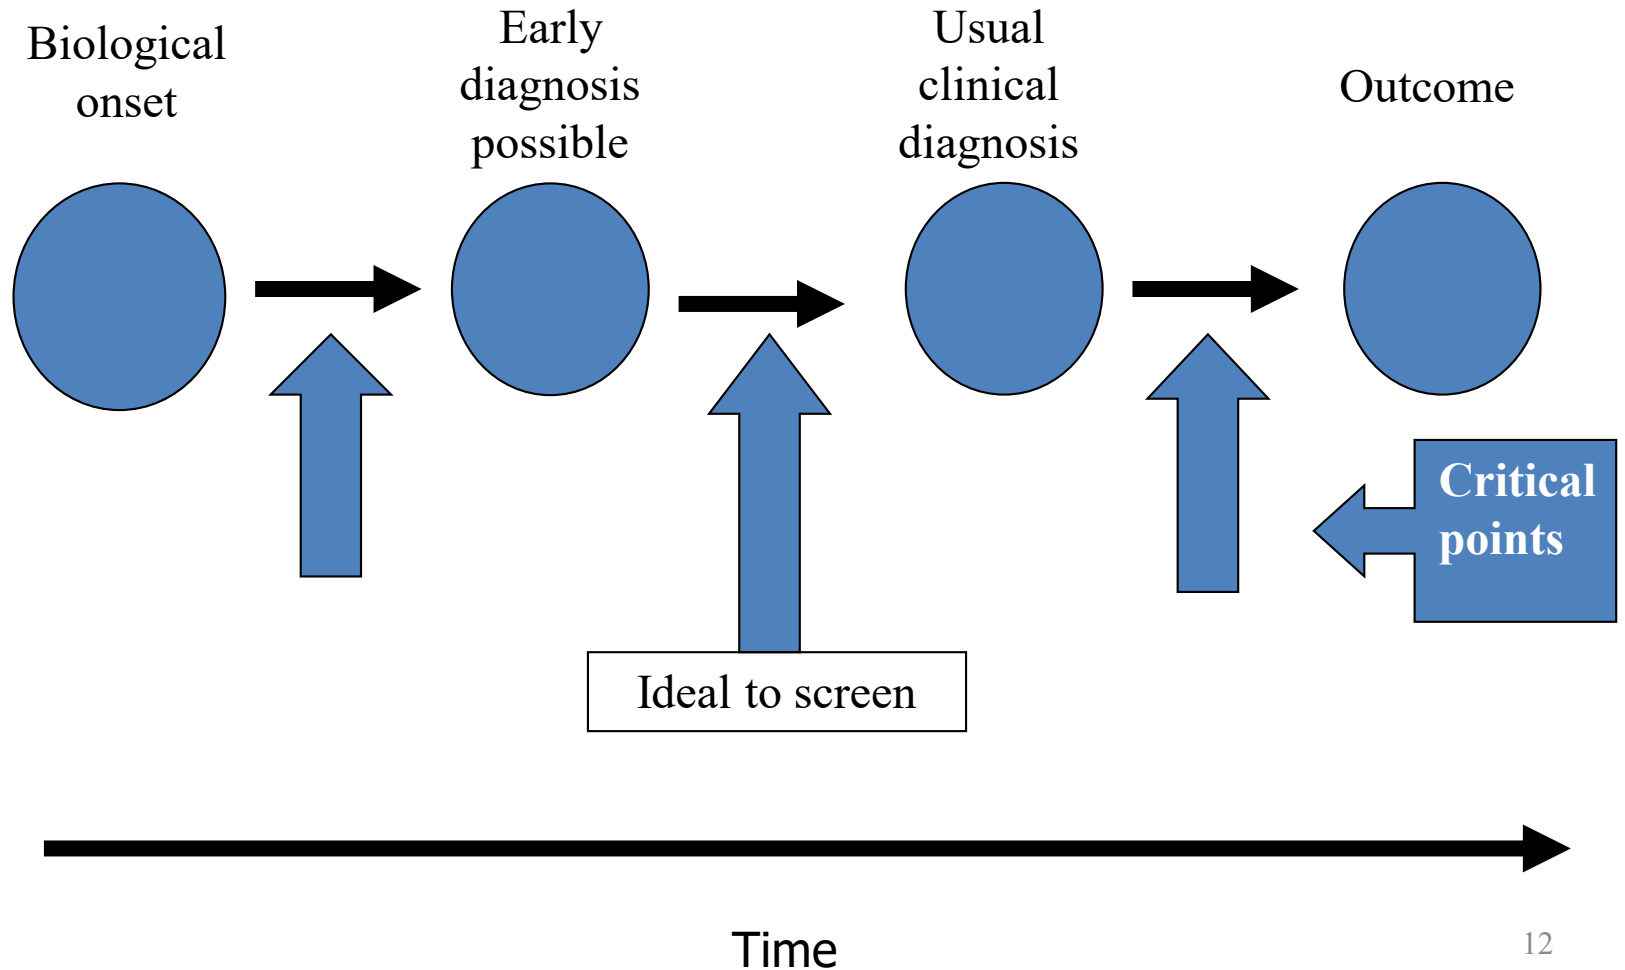 Biological
onset
Early
diagnosis
possible
Usual
clinical
diagnosis
Outcome
Critical
points
Ideal to screen
Time
12